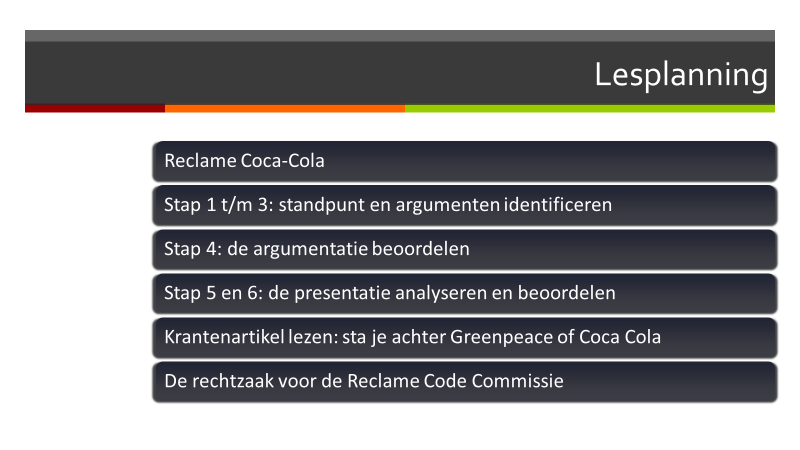 Lesplanning
Reclame Coca-Cola
Stap 1 t/m 3: standpunt en argumenten identificeren
Stap 4: de argumentatie beoordelen
Stap 5 en 6: de presentatie analyseren en beoordelen
Krantenartikel lezen: sta je achter Greenpeace of Coca Cola
De rechtzaak voor de Reclame Code Commissie